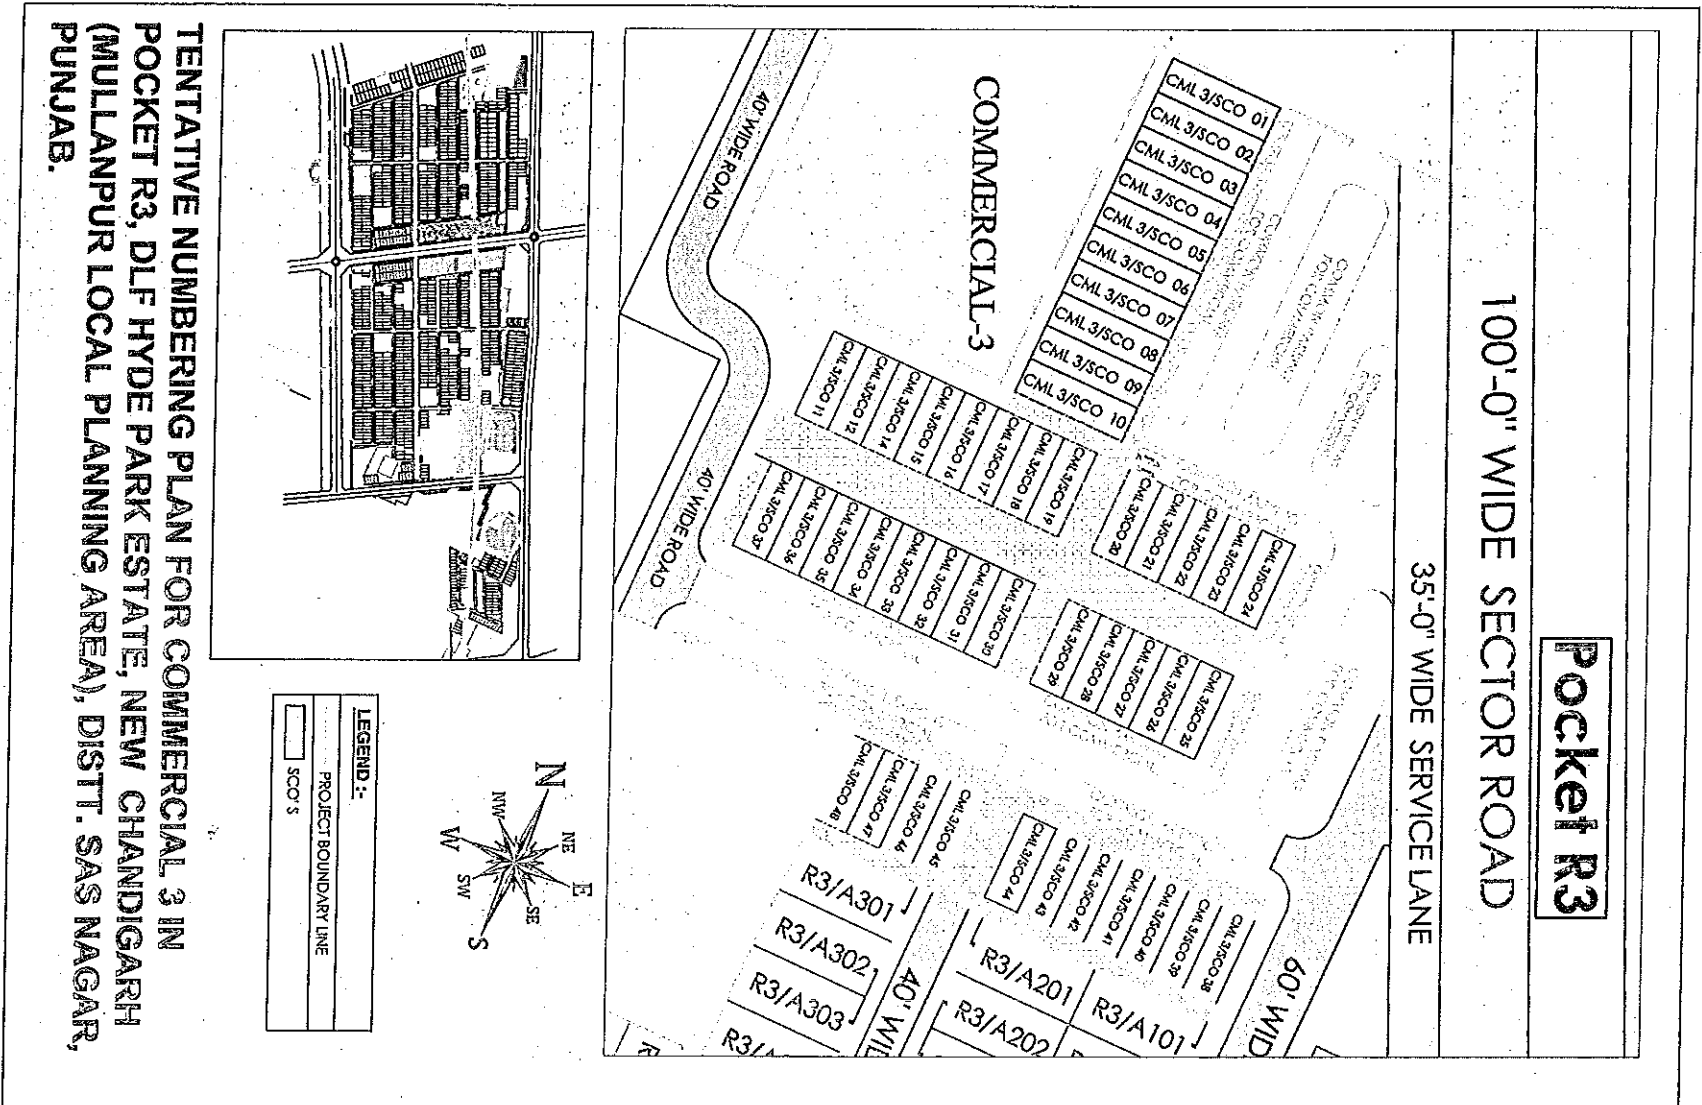 Pocket R3
100'-0" WIDE SECTOR ROAD
35'-0" WIDE SERVICE LANE
COMMERCIAL-3
CML 3/SCO 01
CML 3/SCO 02
CML 3/SCO 03
CML 3/SCO 04
CML 3/SCO 05
CML 3/SCO 06
CML 3/SCO 07
CML 3/SCO 08
CML 3/SCO 09
CML 3/SCO 10
CML 3/SCO 11
CML 3/SCO 12
CML 3/SCO 14
CML 3/SCO 15
CML 3/SCO 16
CML 3/SCO 17
CML 3/SCO 18
CML 3/SCO 19
CML 3/SCO 20
CML 3/SCO 21
CML 3/SCO 22
CML 3/SCO 23
CML 3/SCO 24
CML 3/SCO 25
CML 3/SCO 26
CML 3/SCO 27
CML 3/SCO 28
CML 3/SCO 29
CML 3/SCO 30
CML 3/SCO 31
CML 3/SCO 32
CML 3/SCO 33
CML 3/SCO 34
CML 3/SCO 35
CML 3/SCO 36
CML 3/SCO 37
CML 3/SCO 38
CML 3/SCO 39
CML 3/SCO 40
CML 3/SCO 41
CML 3/SCO 42
CML 3/SCO 43
CML 3/SCO 44
CML 3/SCO 45
CML 3/SCO 46
CML 3/SCO 47
CML 3/SCO 48
40' WIDE ROAD
40' WIDE ROAD
60' WID
40' WID
R3/A101
R3/A201
R3/A202
R3/A301
R3/A302
R3/A303
R3/
N
NE
E
SE
S
SW
W
NW
LEGEND :-
PROJECT BOUNDARY LINE
SCO'S
TENTATIVE NUMBERING PLAN FOR COMMERCIAL 3 IN
POCKET R3, DLF HYDE PARK ESTATE, NEW CHANDIGARH
(MULLANPUR LOCAL PLANNING AREA), DISTT. SAS NAGAR,
PUNJAB.